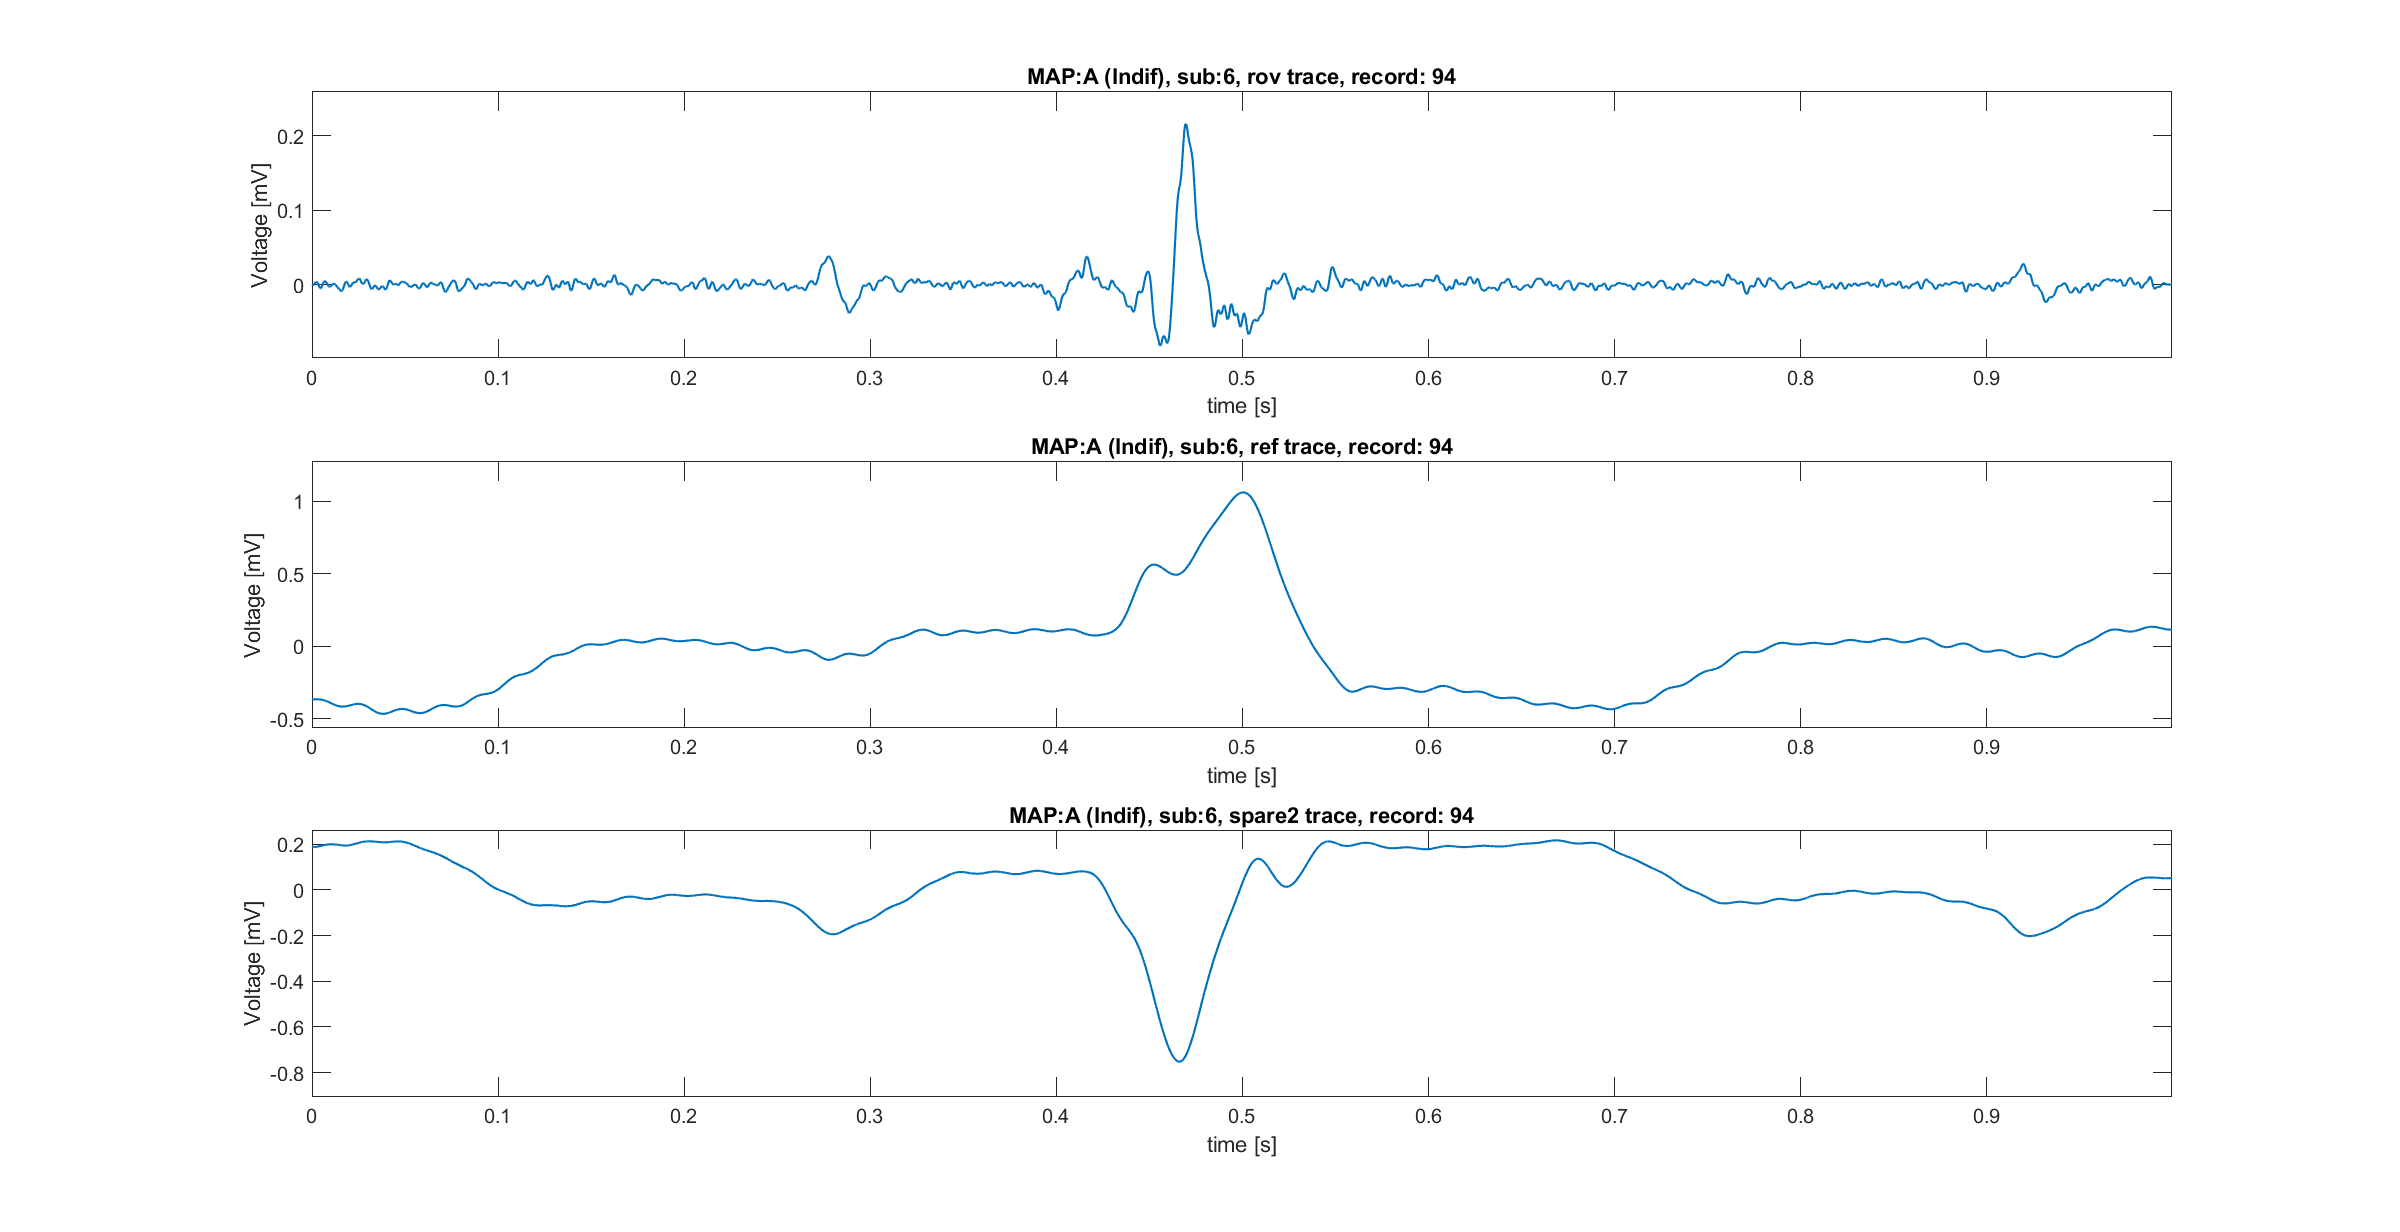 MAP:A (Indif), sub:6, rov trace, record: 94
Voltage [mV]
0.2
0.1
0
0 0.1 0.2 0.3 0.4 0.5 0.6 0.7 0.8 0.9
time [s]
MAP:A (Indif), sub:6, ref trace, record: 94
Voltage [mV]
1
0.5
0
-0.5
0 0.1 0.2 0.3 0.4 0.5 0.6 0.7 0.8 0.9
time [s]
MAP:A (Indif), sub:6, spare2 trace, record: 94
Voltage [mV]
0.2
0
-0.2
-0.4
-0.6
-0.8
0 0.1 0.2 0.3 0.4 0.5 0.6 0.7 0.8 0.9
time [s]